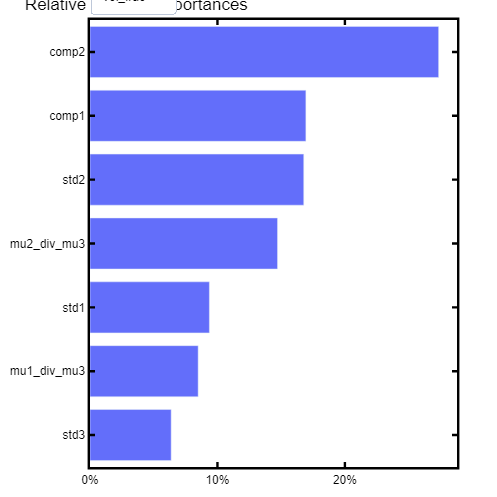 Relative portances
comp2
comp1
std2
mu2_div_mu3
std1
mu1_div_mu3
std3
0% 10% 20%